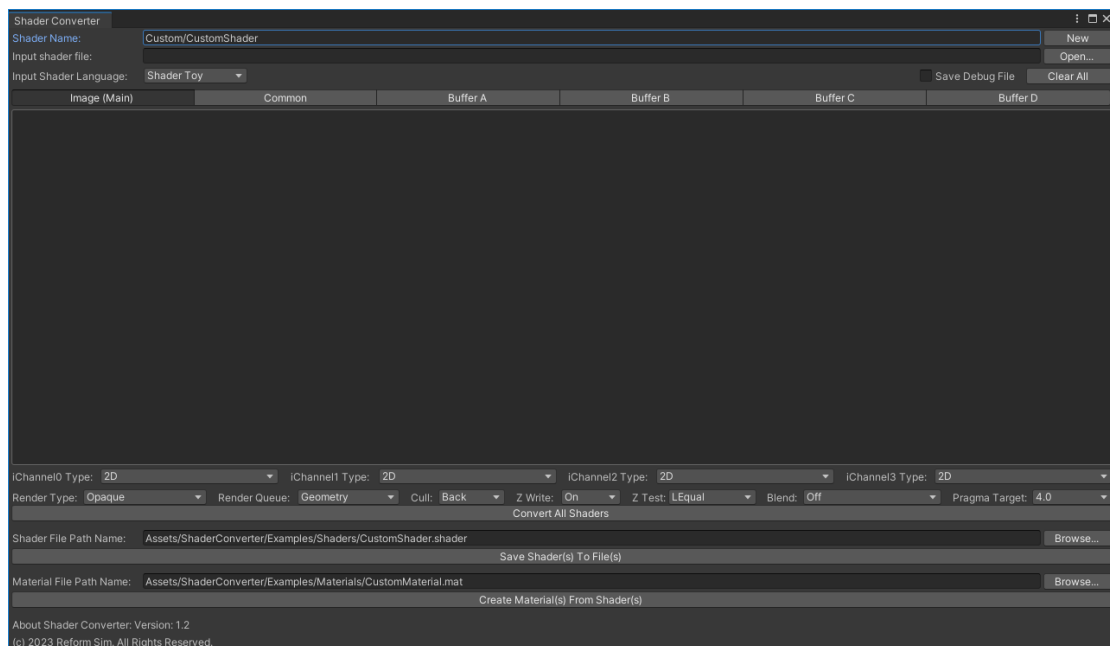 Shader Converter
Shader Name: Custom/CustomShader New
Input shader file: Open...
Input Shader Language: Shader Toy Save Debug File Clear All
Image (Main) Common Buffer A Buffer B Buffer C Buffer D
iChannel0 Type: 2D iChannel1 Type: 2D iChannel2 Type: 2D iChannel3 Type: 2D
Render Type: Opaque Render Queue: Geometry Cull: Back Z Write: On Z Test: LEqual Blend: Off Pragma Target: 4.0
Convert All Shaders
Shader File Path Name: Assets/ShaderConverter/Examples/Shaders/CustomShader.shader Browse...
Save Shader(s) To File(s)
Material File Path Name: Assets/ShaderConverter/Examples/Materials/CustomMaterial.mat Browse...
Create Material(s) From Shader(s)
About Shader Converter: Version: 1.2
(c) 2023 Reform Sim. All Rights Reserved.